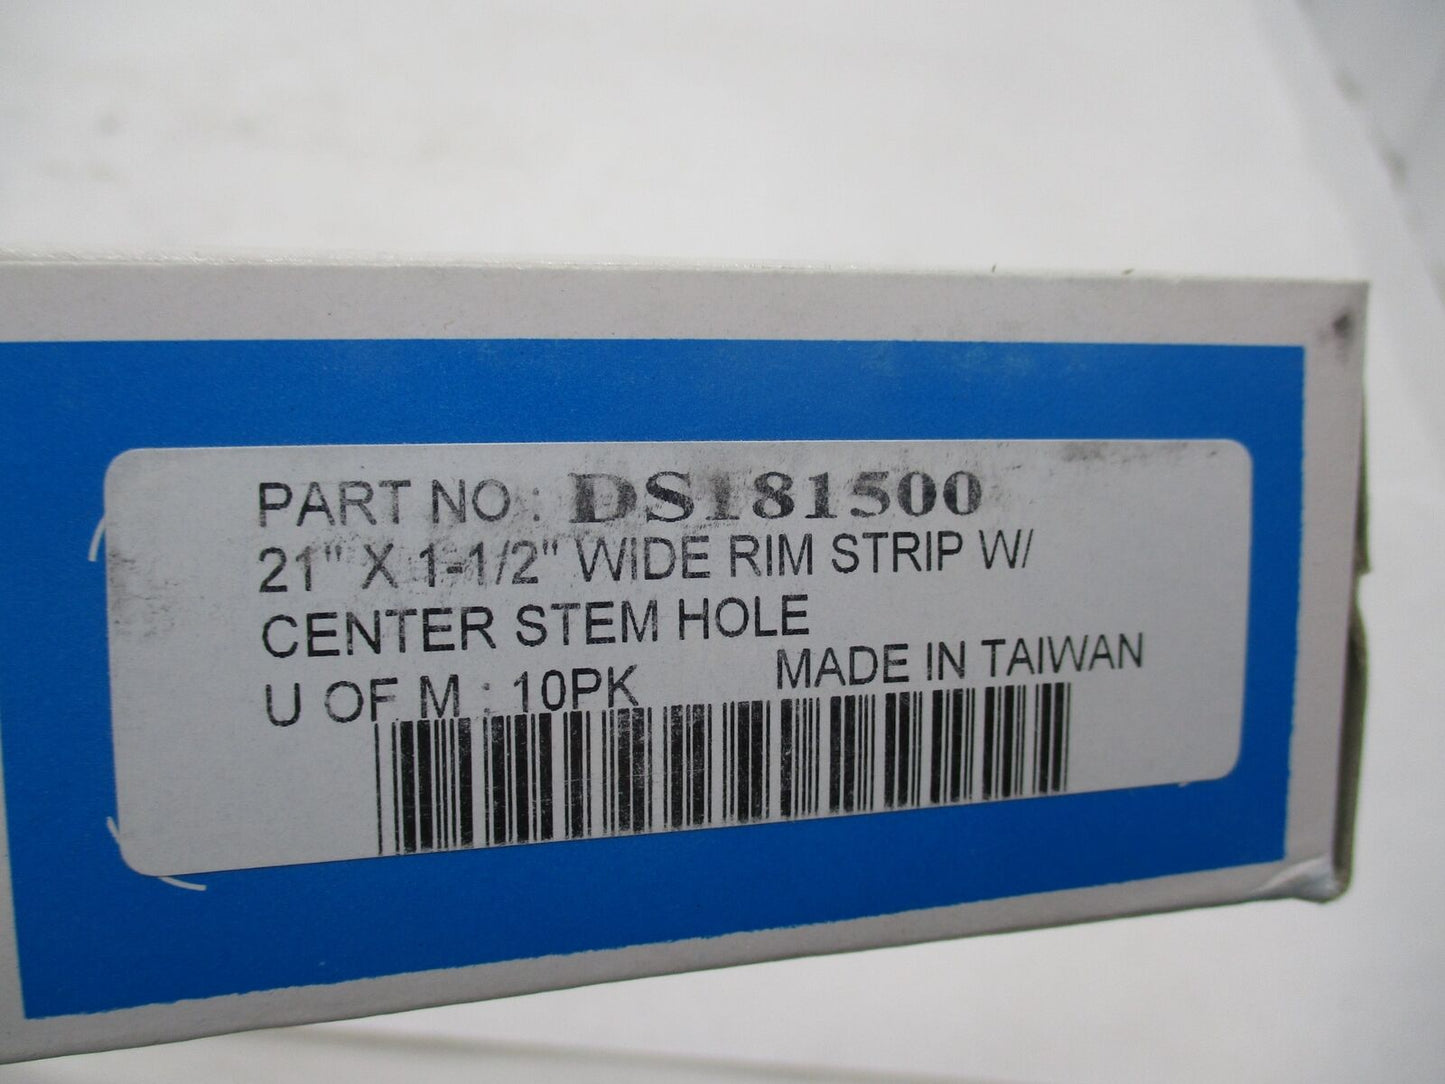 PART NO : DS181500
21" X 1-1/2" WIDE RIM STRIP W/
CENTER STEM HOLE
U OF M : 10PK MADE IN TAIWAN